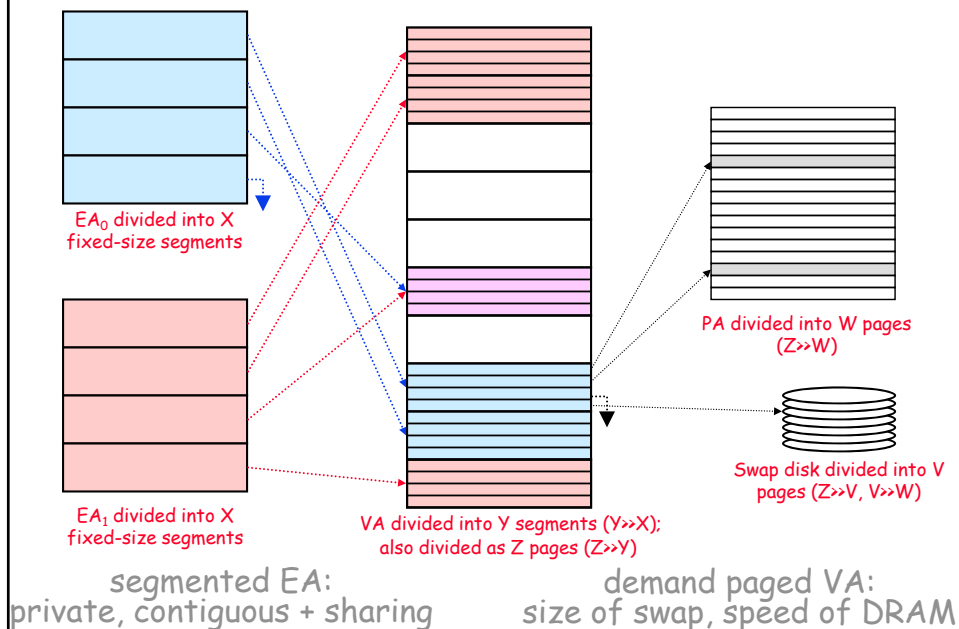 EA₀ divided into X
fixed-size segments
EA₁ divided into X
fixed-size segments
VA divided into Y segments (Y>>X);
also divided as Z pages (Z>>Y)
PA divided into W pages
(Z>>W)
Swap disk divided into V
pages (Z>>V, V>>W)
segmented EA:
private, contiguous + sharing
demand paged VA:
size of swap, speed of DRAM